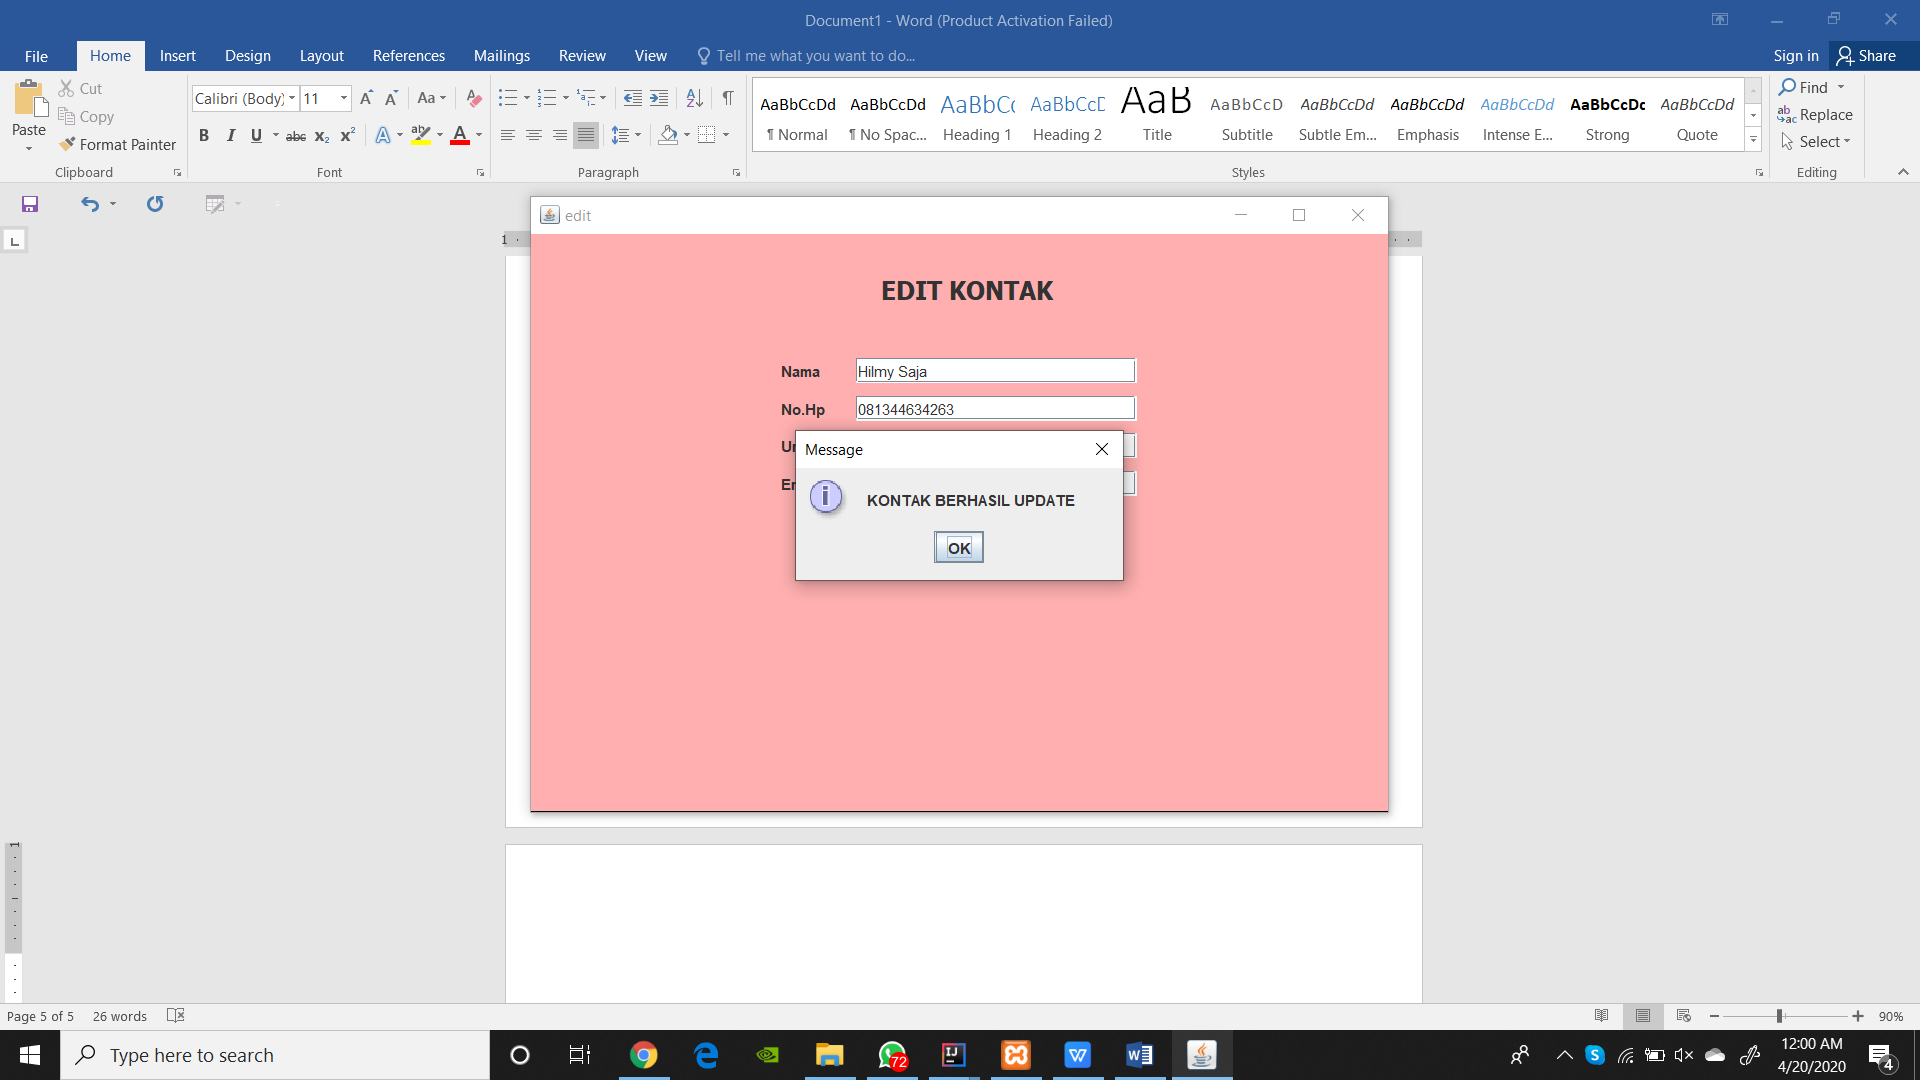 Document1 - Word (Product Activation Failed)
File Home Insert Design Layout References Mailings Review View Tell me what you want to do... Sign in Share
Paste
Cut
Copy
Format Painter
Clipboard
Calibri (Body) 11
Font
Paragraph
AaBbCcDd ¶ Normal
AaBbCcDd ¶ No Spac...
AaBbC Heading 1
AaBbCcE Heading 2
AaB Title
AaBbCcD Subtitle
AaBbCcDd Subtle Em...
AaBbCcDd Emphasis
AaBbCcDd Intense E...
AaBbCcDc Strong
AaBbCcDd Quote
Styles
Find
Replace
Select
Editing
edit
EDIT KONTAK
Nama Hilmy Saja
No.Hp 081344634263
Message
KONTAK BERHASIL UPDATE
OK
Page 5 of 5 26 words 90%
Type here to search
72
12:00 AM
4/20/2020
4